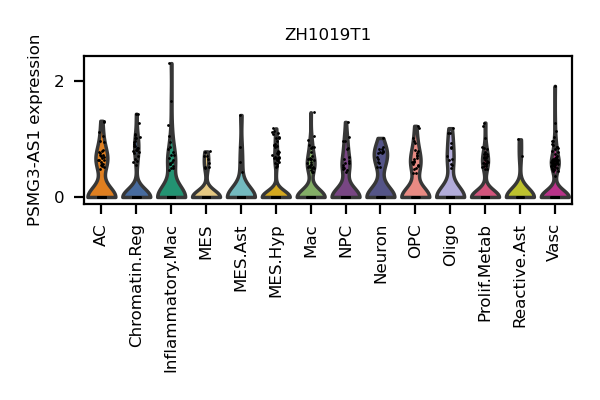 ZH1019T1
PSMG3-AS1 expression
2
0
AC
Chromatin.Reg
Inflammatory.Mac
MES
MES.Ast
MES.Hyp
Mac
NPC
Neuron
OPC
Oligo
Prolif.Metab
Reactive.Ast
Vasc